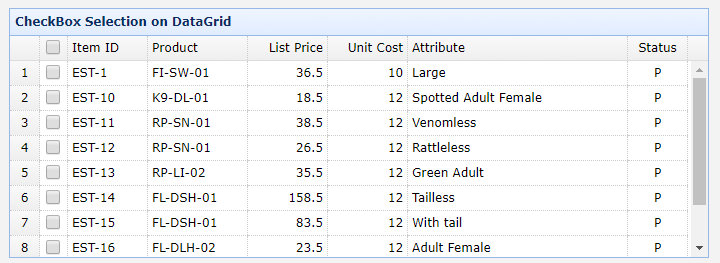 CheckBox Selection on DataGrid
Item ID Product List Price Unit Cost Attribute Status
1 EST-1 FI-SW-01 36.5 10 Large P
2 EST-10 K9-DL-01 18.5 12 Spotted Adult Female P
3 EST-11 RP-SN-01 38.5 12 Venomless P
4 EST-12 RP-SN-01 26.5 12 Rattleless P
5 EST-13 RP-LI-02 35.5 12 Green Adult P
6 EST-14 FL-DSH-01 158.5 12 Tailless P
7 EST-15 FL-DSH-01 83.5 12 With tail P
8 EST-16 FL-DLH-02 23.5 12 Adult Female P